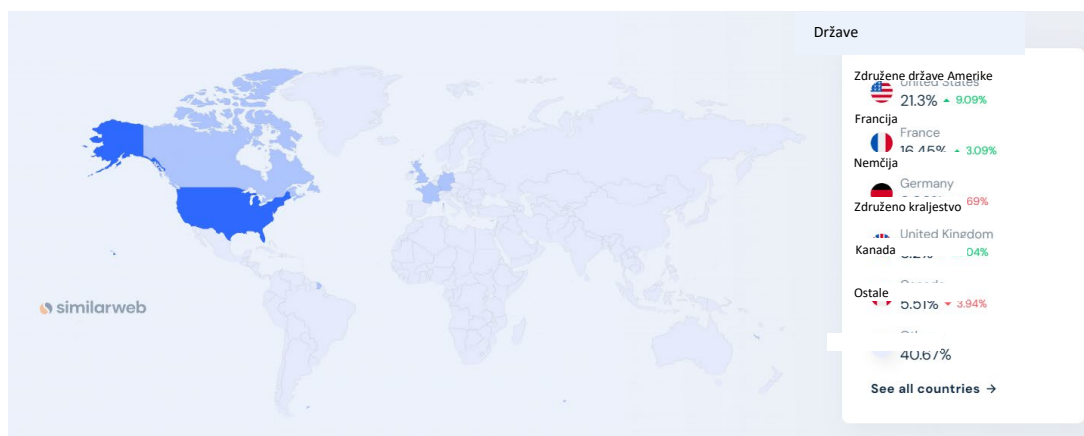 Države
Združene države Amerike
United States
21.3% ▲ 9.09%
Francija
France
16.45% ▲ 3.09%
Nemčija
Germany
69%
Združeno kraljestvo
United Kingdom
Kanada
04%
Ostale
5.51% ▼ 3.94%
40.67%
See all countries →
similarweb